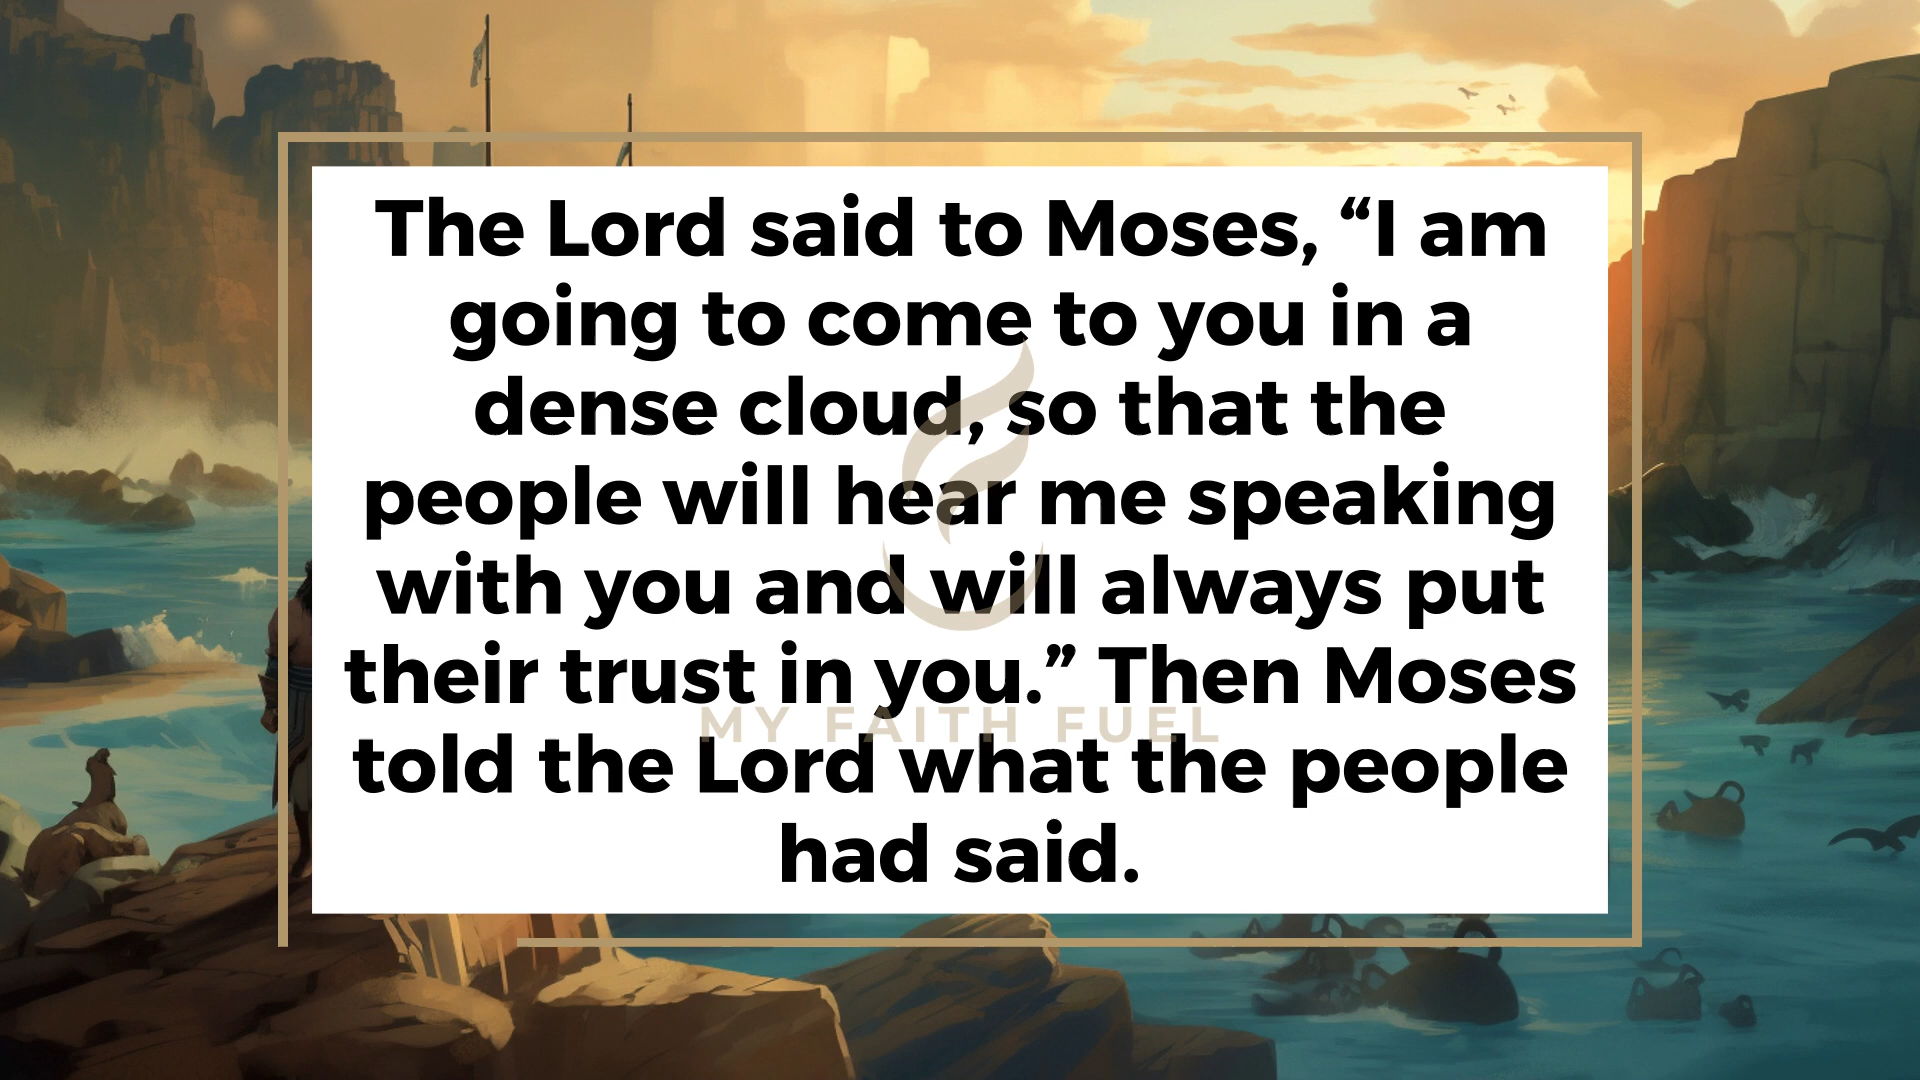 The Lord said to Moses, “I am
going to come to you in a
dense cloud, so that the
people will hear me speaking
with you and will always put
their trust in you.” Then Moses
MY FAITH FUEL
told the Lord what the people
had said.